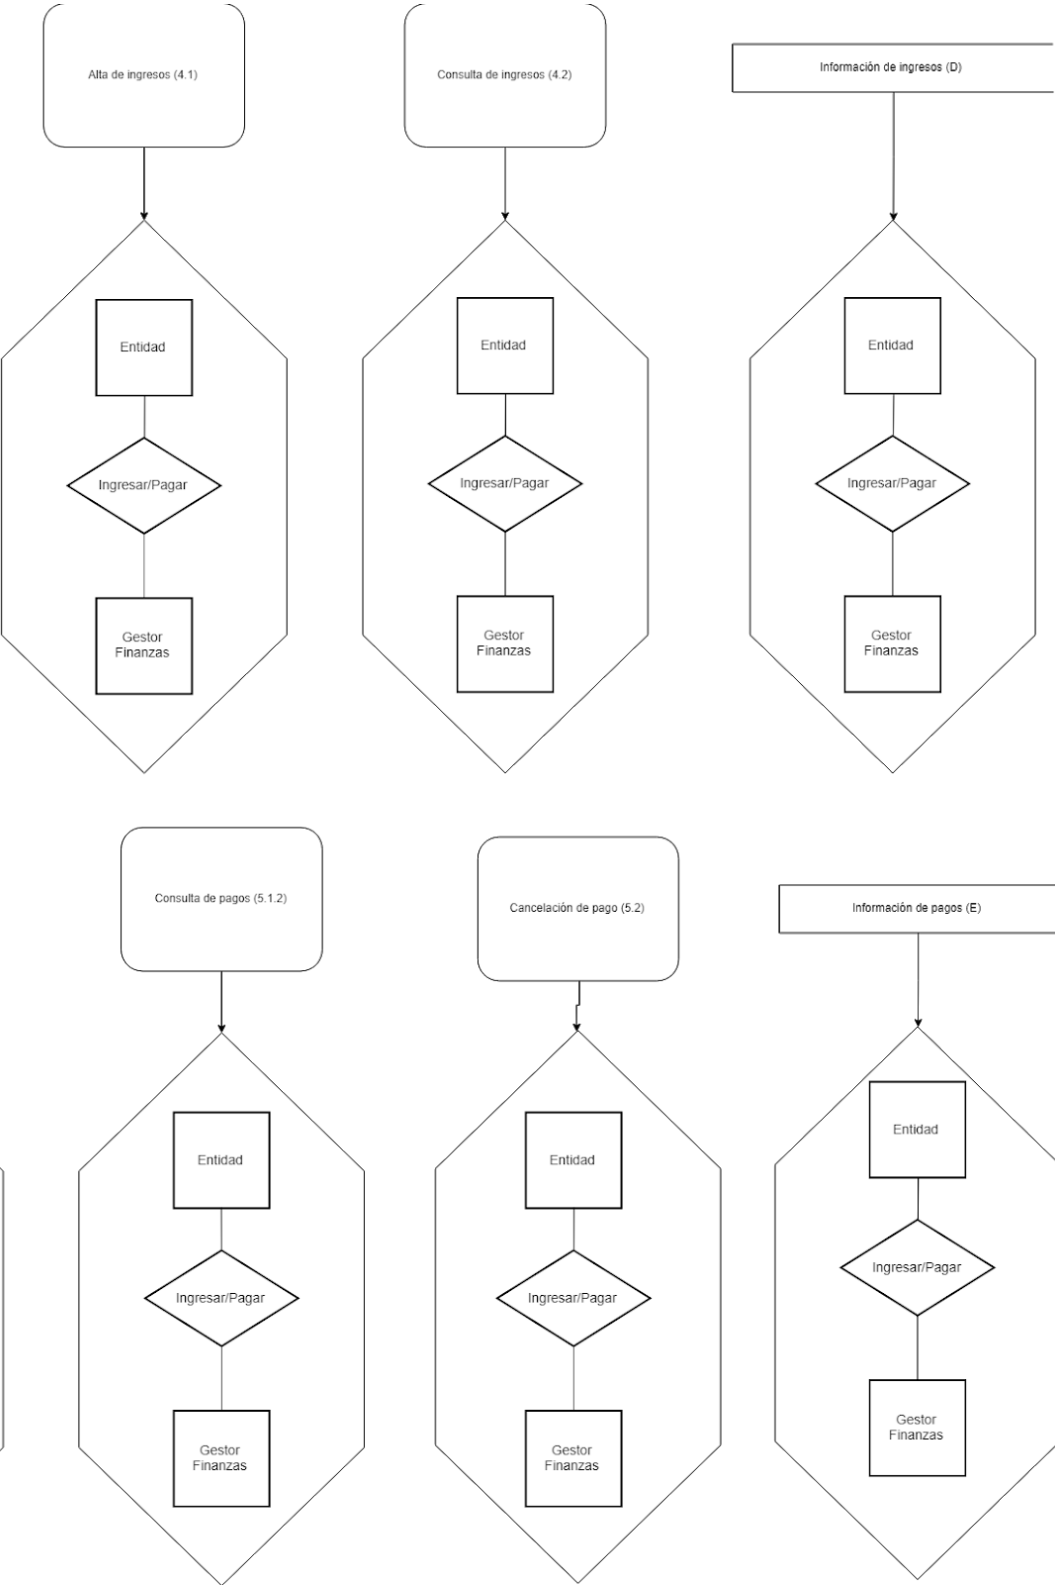 Alta de ingresos (4.1)
Consulta de ingresos (4.2)
Información de ingresos (D)
Entidad
Ingresar/Pagar
Gestor
Finanzas
Entidad
Ingresar/Pagar
Gestor
Finanzas
Entidad
Ingresar/Pagar
Gestor
Finanzas
Consulta de pagos (5.1.2)
Cancelación de pago (5.2)
Información de pagos (E)
Entidad
Ingresar/Pagar
Gestor
Finanzas
Entidad
Ingresar/Pagar
Gestor
Finanzas
Entidad
Ingresar/Pagar
Gestor
Finanzas